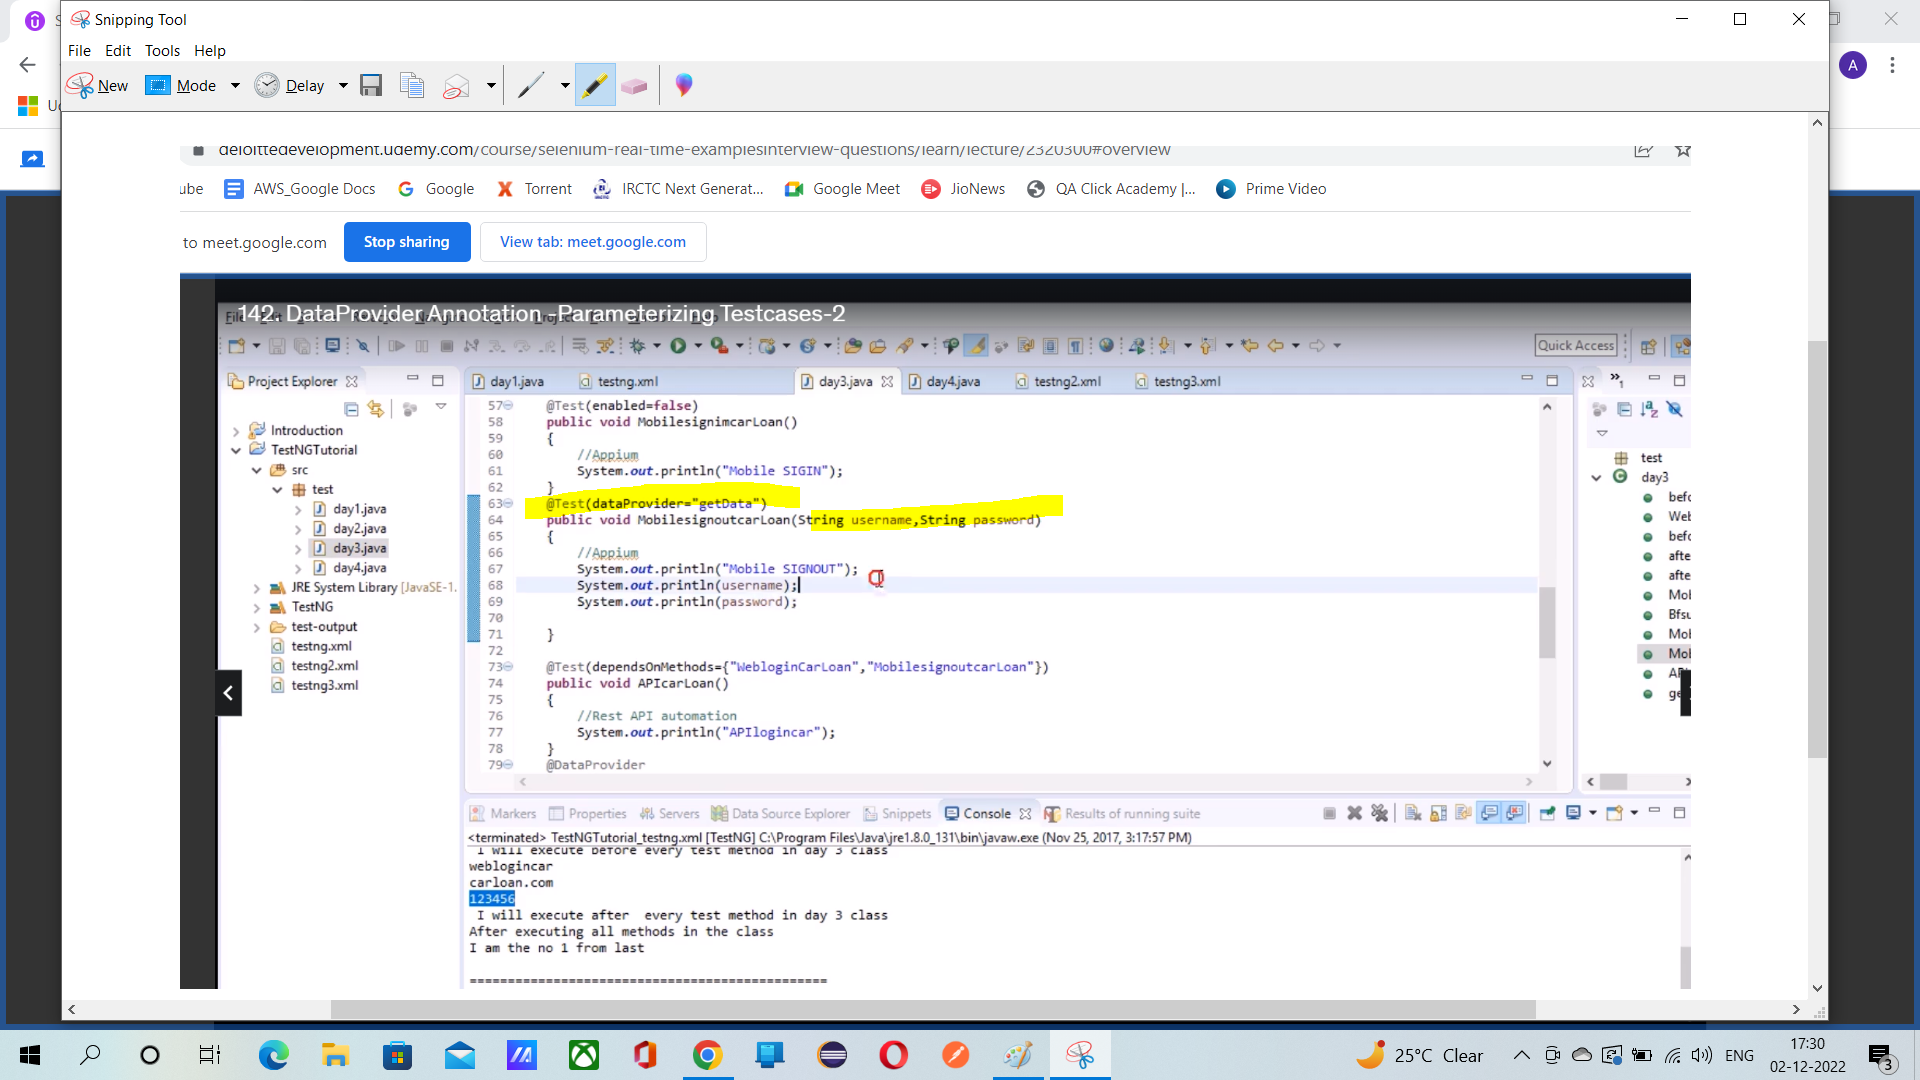 Snipping Tool
File Edit Tools Help
New Mode Delay
A
deloittedevelopment.udemy.com/course/selenium-real-time-examplesinterview-questions/learn/lecture/2320300#overview
ube AWS_Google Docs Google Torrent IRCTC Next Generat... Google Meet JioNews QA Click Academy |... Prime Video
to meet.google.com Stop sharing View tab: meet.google.com
142. DataProvider Annotation -Parameterizing Testcases-2
Quick Access
Project Explorer day1.java testng.xml day3.java day4.java testng2.xml testng3.xml
Introduction
TestNGTutorial
src
test
day1.java
day2.java
day3.java
day4.java
JRE System Library [JavaSE-1.
TestNG
test-output
testng.xml
testng2.xml
testng3.xml
57 @Test(enabled=false)
58 public void MobilesignimcarLoan()
59 {
60 //Appium
61 System.out.println("Mobile SIGIN");
62 }
63 @Test(dataProvider="getData")
64 public void MobilesignoutcarLoan(String username,String password)
65 {
66 //Appium
67 System.out.println("Mobile SIGNOUT");
68 System.out.println(username);
69 System.out.println(password);
70
71 }
72
73 @Test(dependsOnMethods={"WebloginCarLoan","MobilesignoutcarLoan"})
74 public void APIcarLoan()
75 {
76 //Rest API automation
77 System.out.println("APIlogincar");
78 }
79 @DataProvider
test
day3
befo
Web
befo
after
after
Mob
Bfsu
Mob
Mob
AP
ge
Markers Properties Servers Data Source Explorer Snippets Console Results of running suite
<terminated> TestNGTutorial_testng.xml [TestNG] C:\Program Files\Java\jre1.8.0_131\bin\javaw.exe (Nov 25, 2017, 3:17:57 PM)
I will execute before every test method in day 3 class
weblogincar
carloan.com
123456
I will execute after every test method in day 3 class
After executing all methods in the class
I am the no 1 from last
===============================================
25°C Clear ENG 17:30
02-12-2022
3